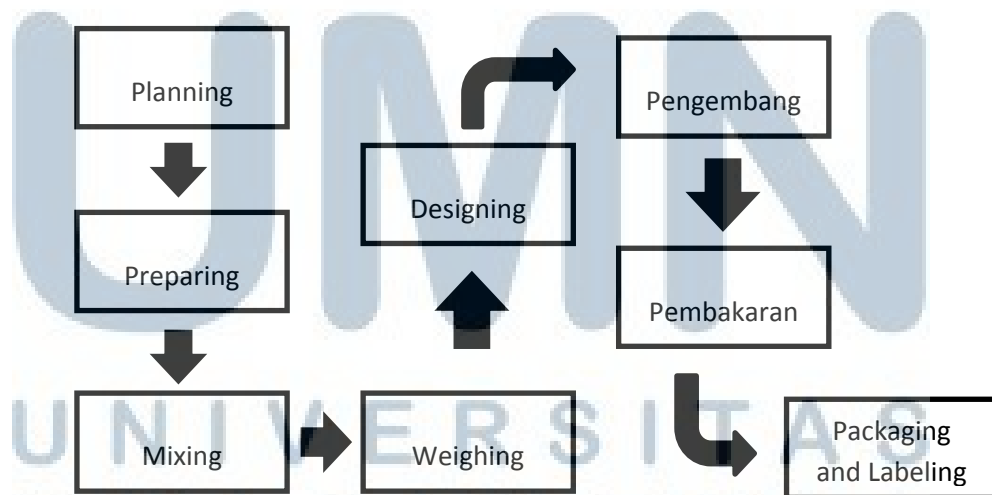 UMN
UNIVERSITAS
Planning
Preparing
Mixing
Weighing
Designing
Pengembang
Pembakaran
Packaging
and Labeling